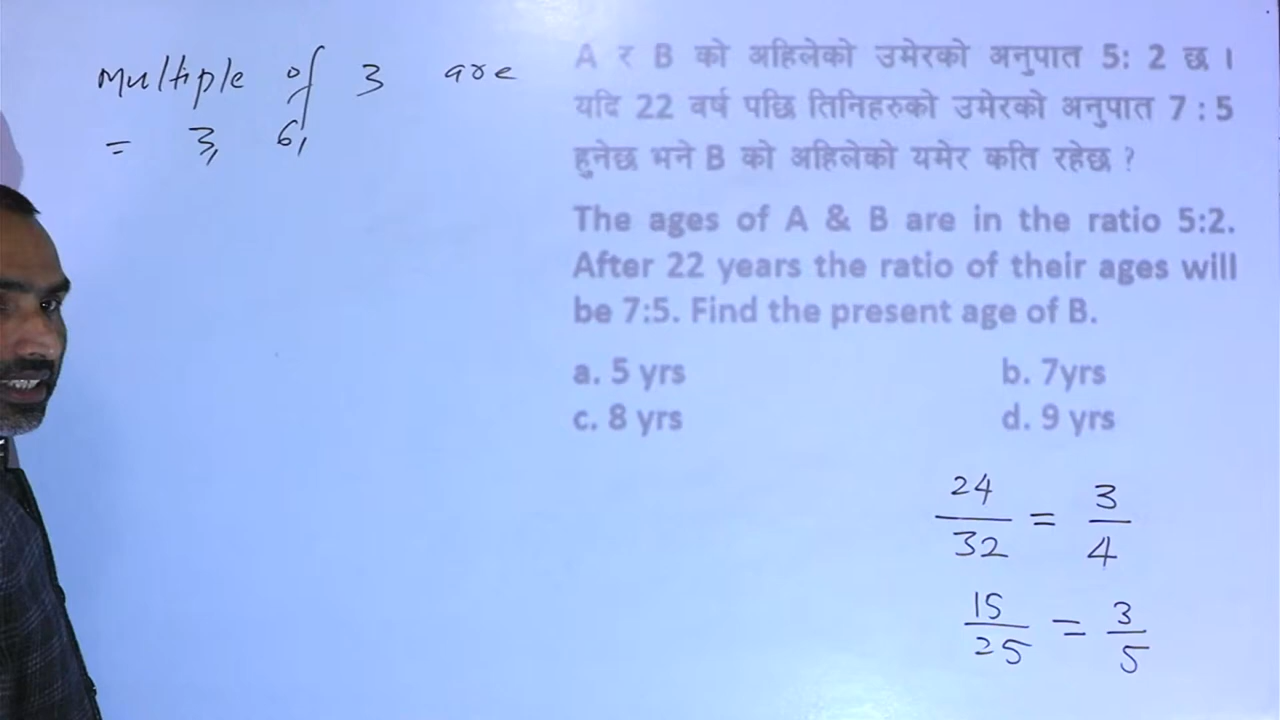 Multiple of 3 are
= 3, 6,
A र B को अहिलेको उमेरको अनुपात 5: 2 छ ।
यदि 22 वर्ष पछि तिनिहरुको उमेरको अनुपात 7 : 5
हुनेछ भने B को अहिलेको यमेर कति रहेछ ?
The ages of A & B are in the ratio 5:2.
After 22 years the ratio of their ages will
be 7:5. Find the present age of B.
a. 5 yrs b. 7yrs
c. 8 yrs d. 9 yrs
24/32 = 3/4
15/25 = 3/5